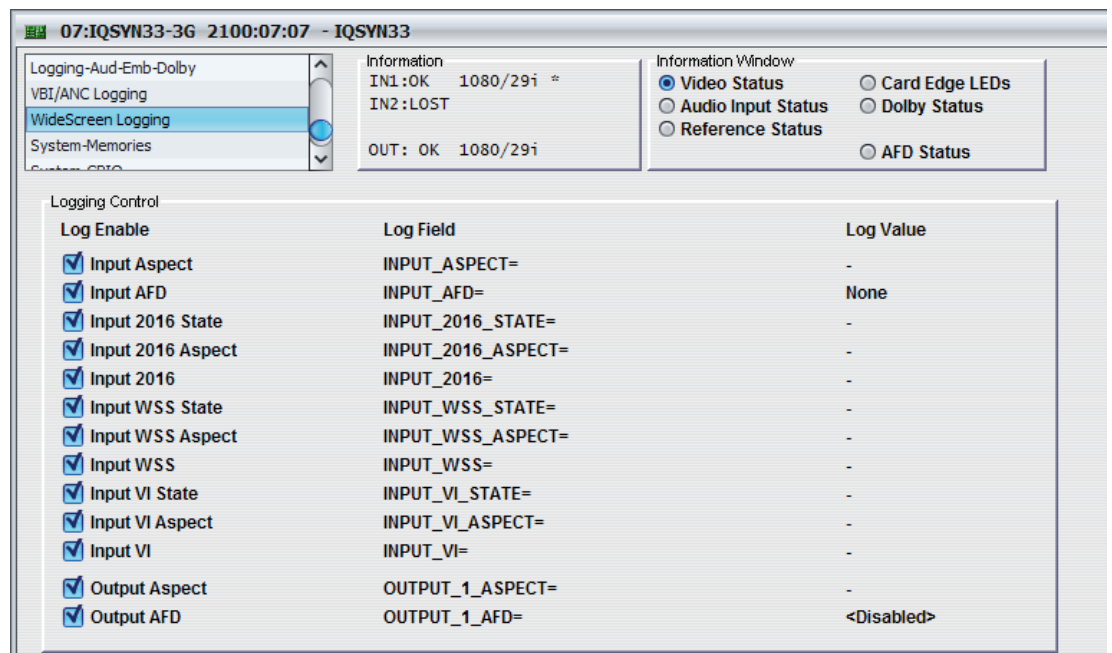 07:IQSYN33-3G 2100:07:07 - IQSYN33
Logging-Aud-Emb-Dolby
VBI/ANC Logging
WideScreen Logging
System-Memories
System-GPIO
Information
IN1:OK 1080/29i *
IN2:LOST
OUT: OK 1080/29i
Information Window
Video Status
Card Edge LEDs
Audio Input Status
Dolby Status
Reference Status
AFD Status
Logging Control
Log Enable Log Field Log Value
Input Aspect INPUT_ASPECT= -
Input AFD INPUT_AFD= None
Input 2016 State INPUT_2016_STATE= -
Input 2016 Aspect INPUT_2016_ASPECT= -
Input 2016 INPUT_2016= -
Input WSS State INPUT_WSS_STATE= -
Input WSS Aspect INPUT_WSS_ASPECT= -
Input WSS INPUT_WSS= -
Input VI State INPUT_VI_STATE= -
Input VI Aspect INPUT_VI_ASPECT= -
Input VI INPUT_VI= -
Output Aspect OUTPUT_1_ASPECT= -
Output AFD OUTPUT_1_AFD= <Disabled>